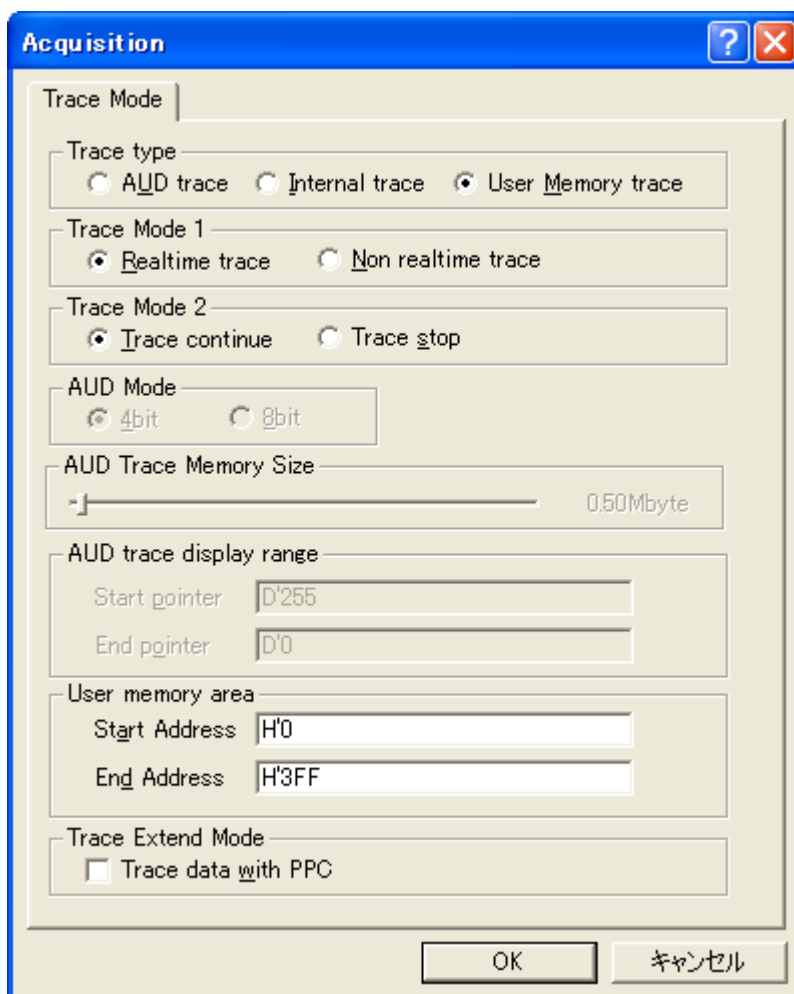 Acquisition
Trace Mode
Trace type
AUD trace Internal trace User Memory trace
Trace Mode 1
Realtime trace Non realtime trace
Trace Mode 2
Trace continue Trace stop
AUD Mode
4bit 8bit
AUD Trace Memory Size
0.50Mbyte
AUD trace display range
Start pointer D'255
End pointer D'0
User memory area
Start Address H'0
End Address H'3FF
Trace Extend Mode
Trace data with PPC
OK キャンセル